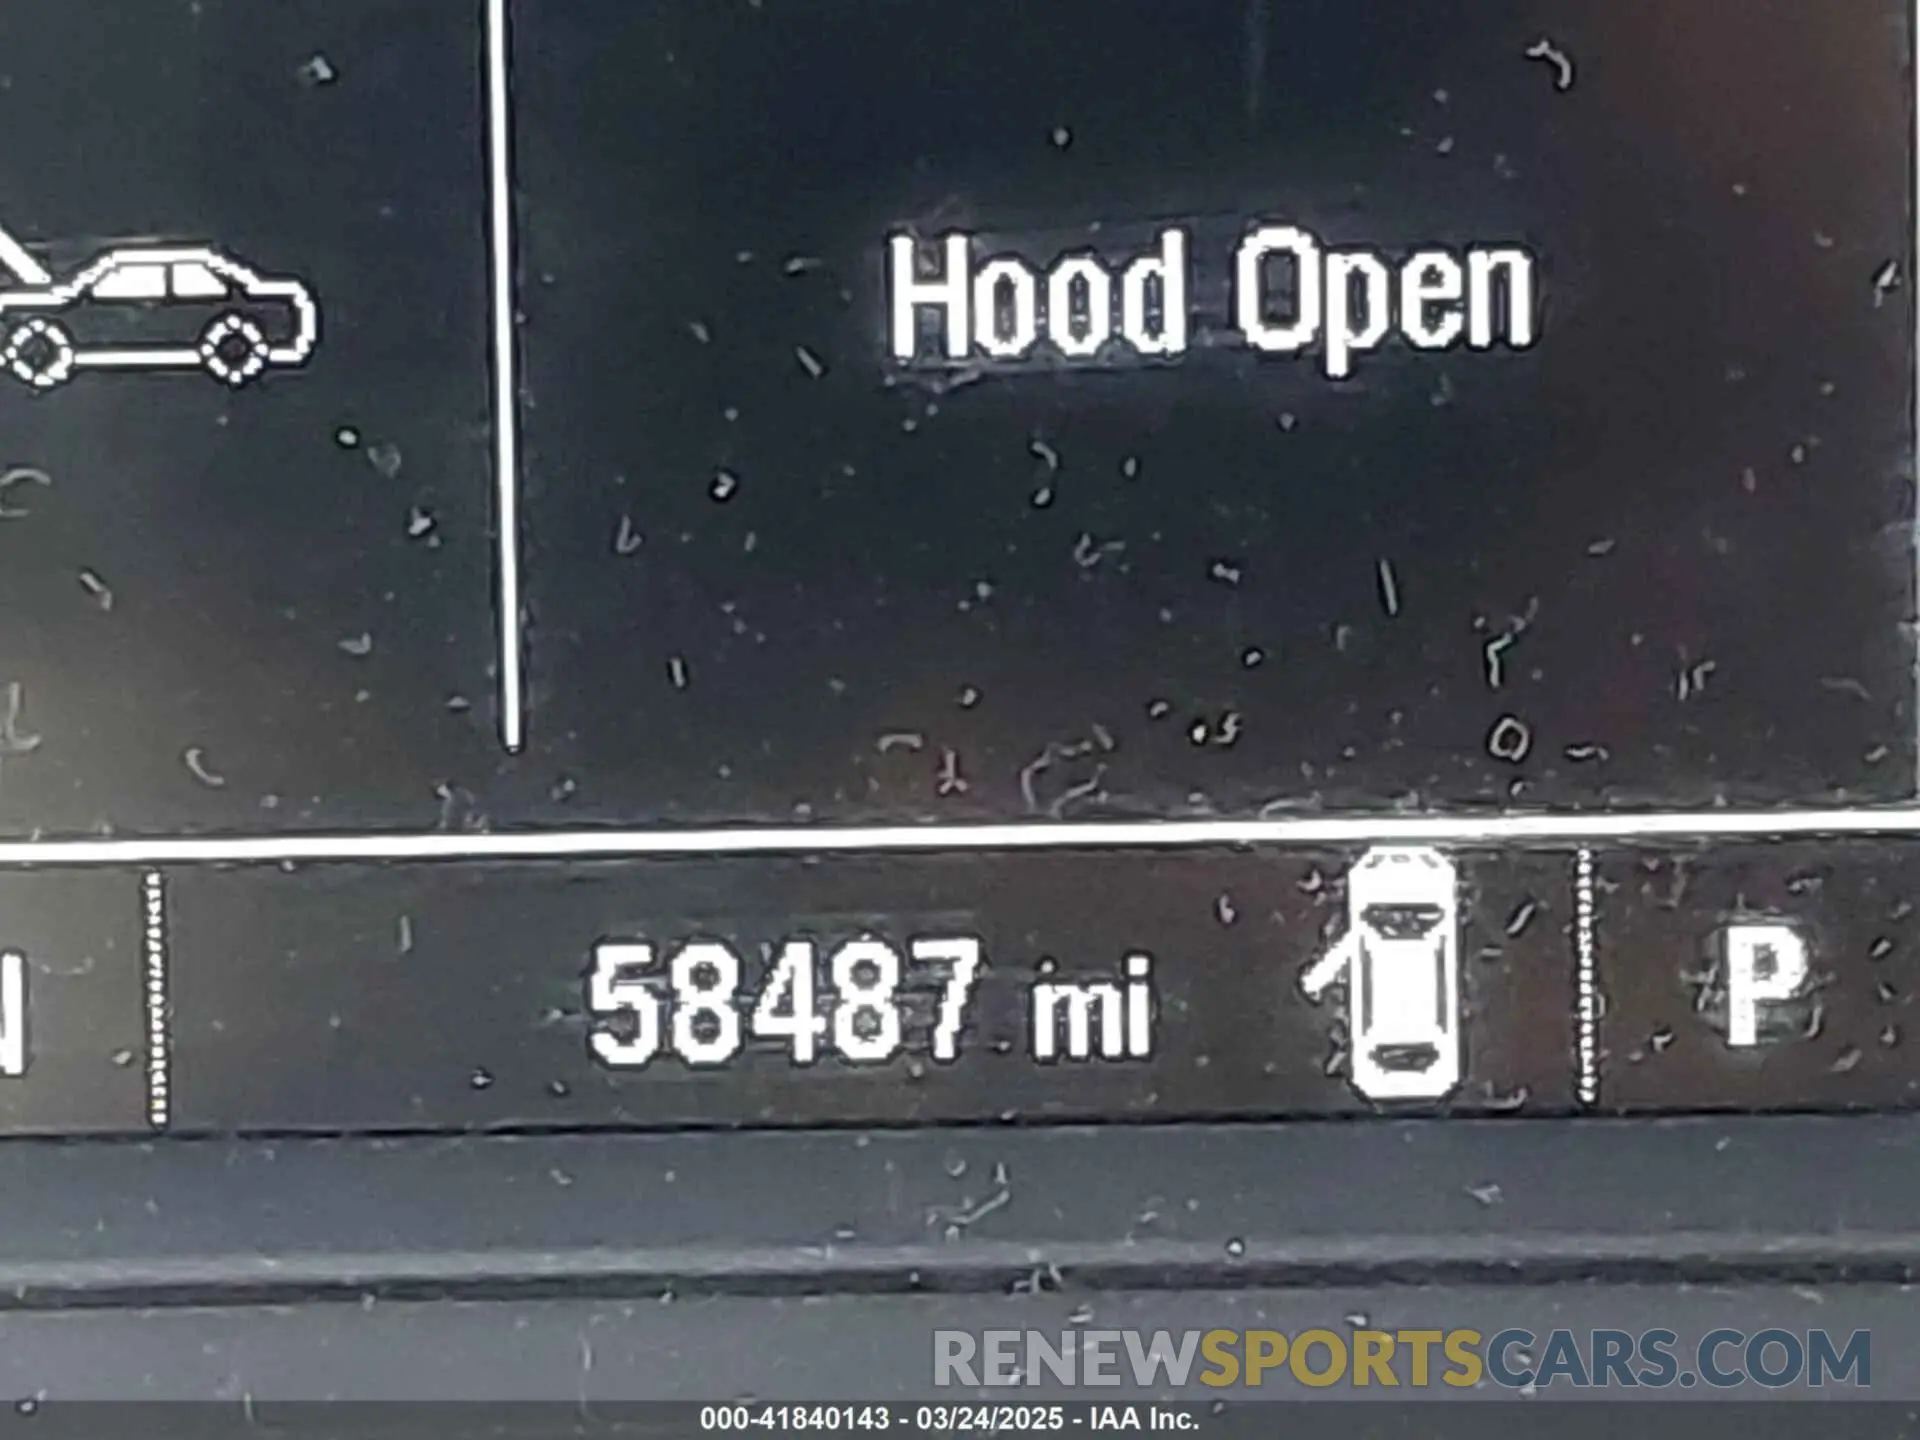 Hood Open
N
58487 mi
P
RENEWSPORTSCARS.COM
000-41840143 - 03/24/2025 - IAA Inc.